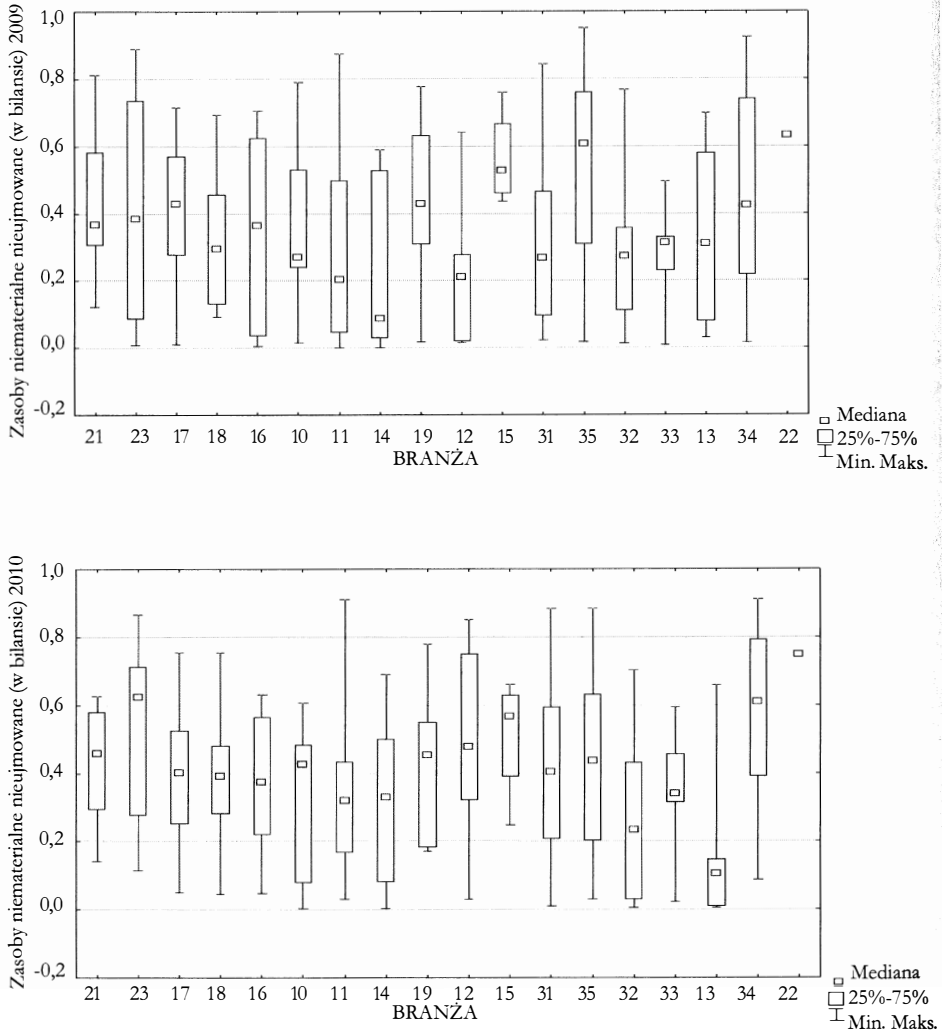 Zasoby niematerialne nieujmowane (w bilansie) 2009
1,0
0,8
0,6
0,4
0,2
0,0
-0,2
21 23 17 18 16 10 11 14 19 12 15 31 35 32 33 13 34 22
BRANŻA
Mediana
25%-75%
Min. Maks.
Zasoby niematerialne nieujmowane (w bilansie) 2010
1,0
0,8
0,6
0,4
0,2
0,0
-0,2
21 23 17 18 16 10 11 14 19 12 15 31 35 32 33 13 34 22
BRANŻA
Mediana
25%-75%
Min. Maks.